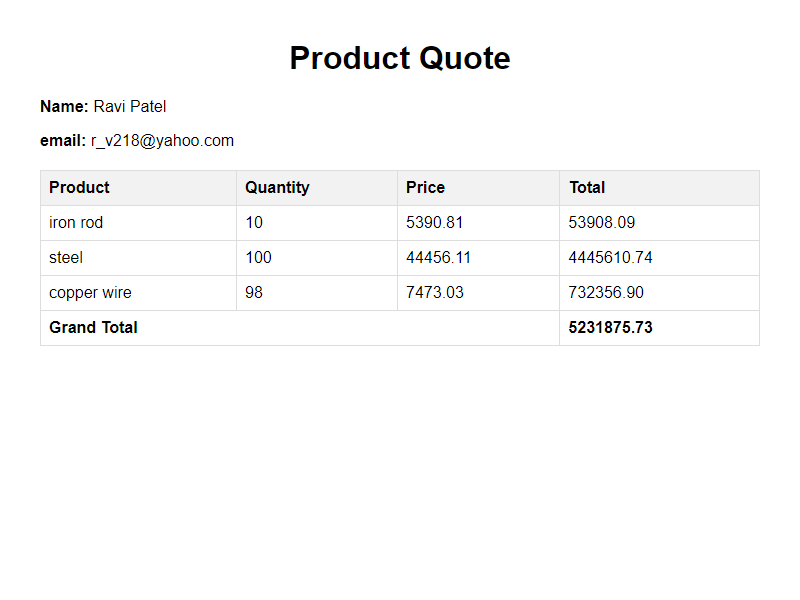 Product Quote
Name: Ravi Patel
email: r_v218@yahoo.com
Product Quantity Price Total
iron rod 10 5390.81 53908.09
steel 100 44456.11 4445610.74
copper wire 98 7473.03 732356.90
Grand Total 5231875.73